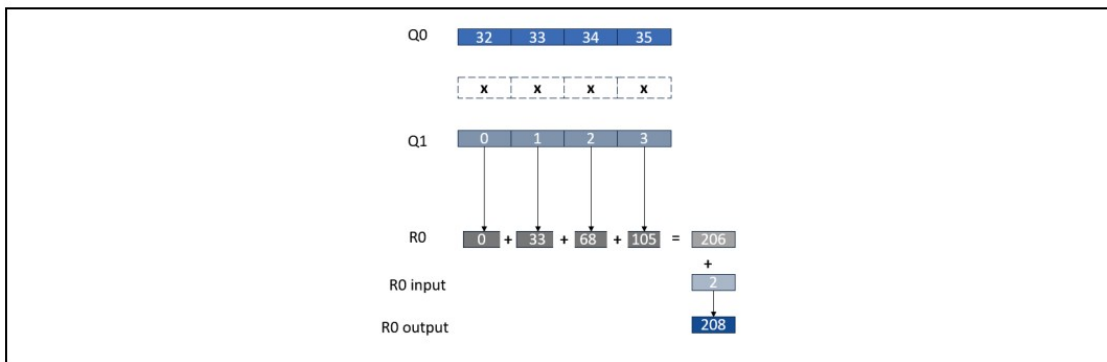 Q0 32 33 34 35
x x x x
Q1 0 1 2 3
R0 0 + 33 + 68 + 105 = 206
+
R0 input 2
R0 output 208